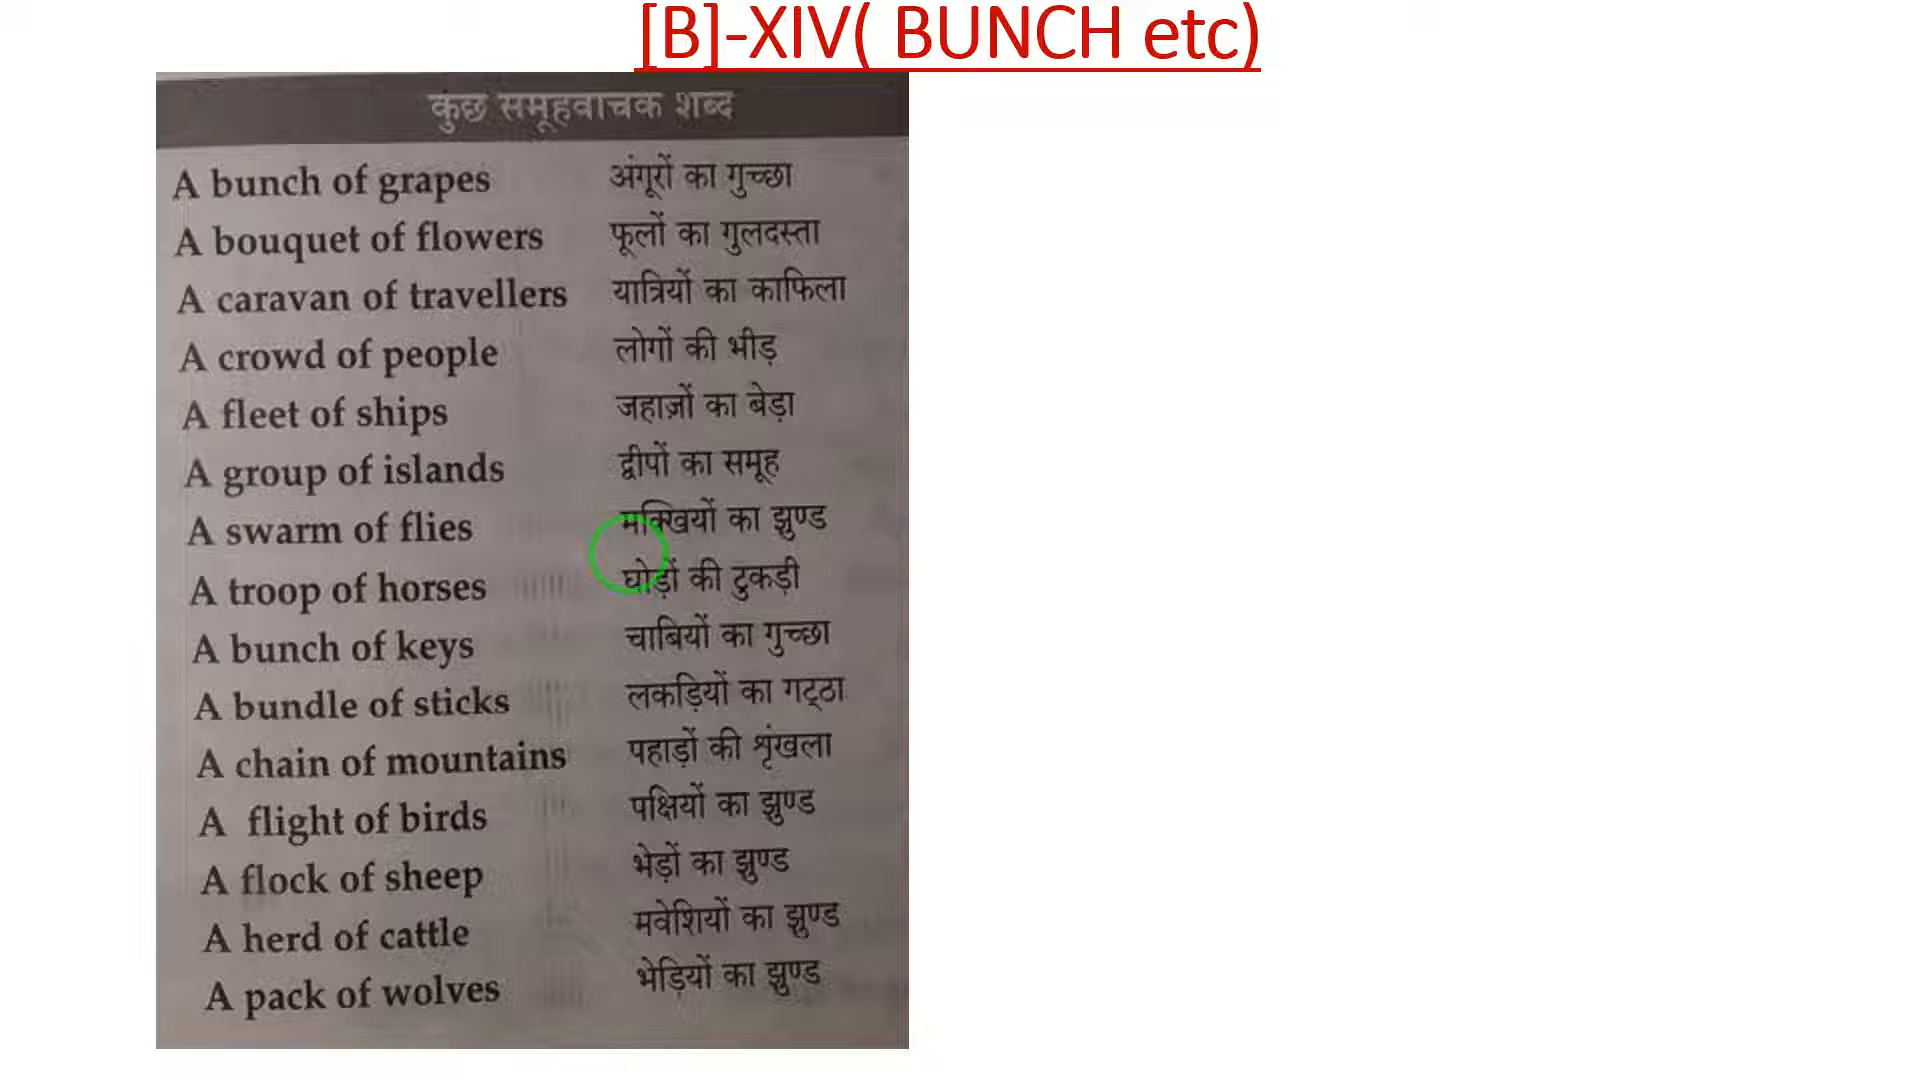 [B]-XIV( BUNCH etc)
कुछ समूहवाचक शब्द
A bunch of grapes अंगूरों का गुच्छा
A bouquet of flowers फूलों का गुलदस्ता
A caravan of travellers यात्रियों का काफिला
A crowd of people लोगों की भीड़
A fleet of ships जहाज़ों का बेड़ा
A group of islands द्वीपों का समूह
A swarm of flies मक्खियों का झुण्ड
A troop of horses घोड़ों की टुकड़ी
A bunch of keys चाबियों का गुच्छा
A bundle of sticks लकड़ियों का गट्ठा
A chain of mountains पहाड़ों की शृंखला
A flight of birds पक्षियों का झुण्ड
A flock of sheep भेड़ों का झुण्ड
A herd of cattle मवेशियों का झुण्ड
A pack of wolves भेड़ियों का झुण्ड